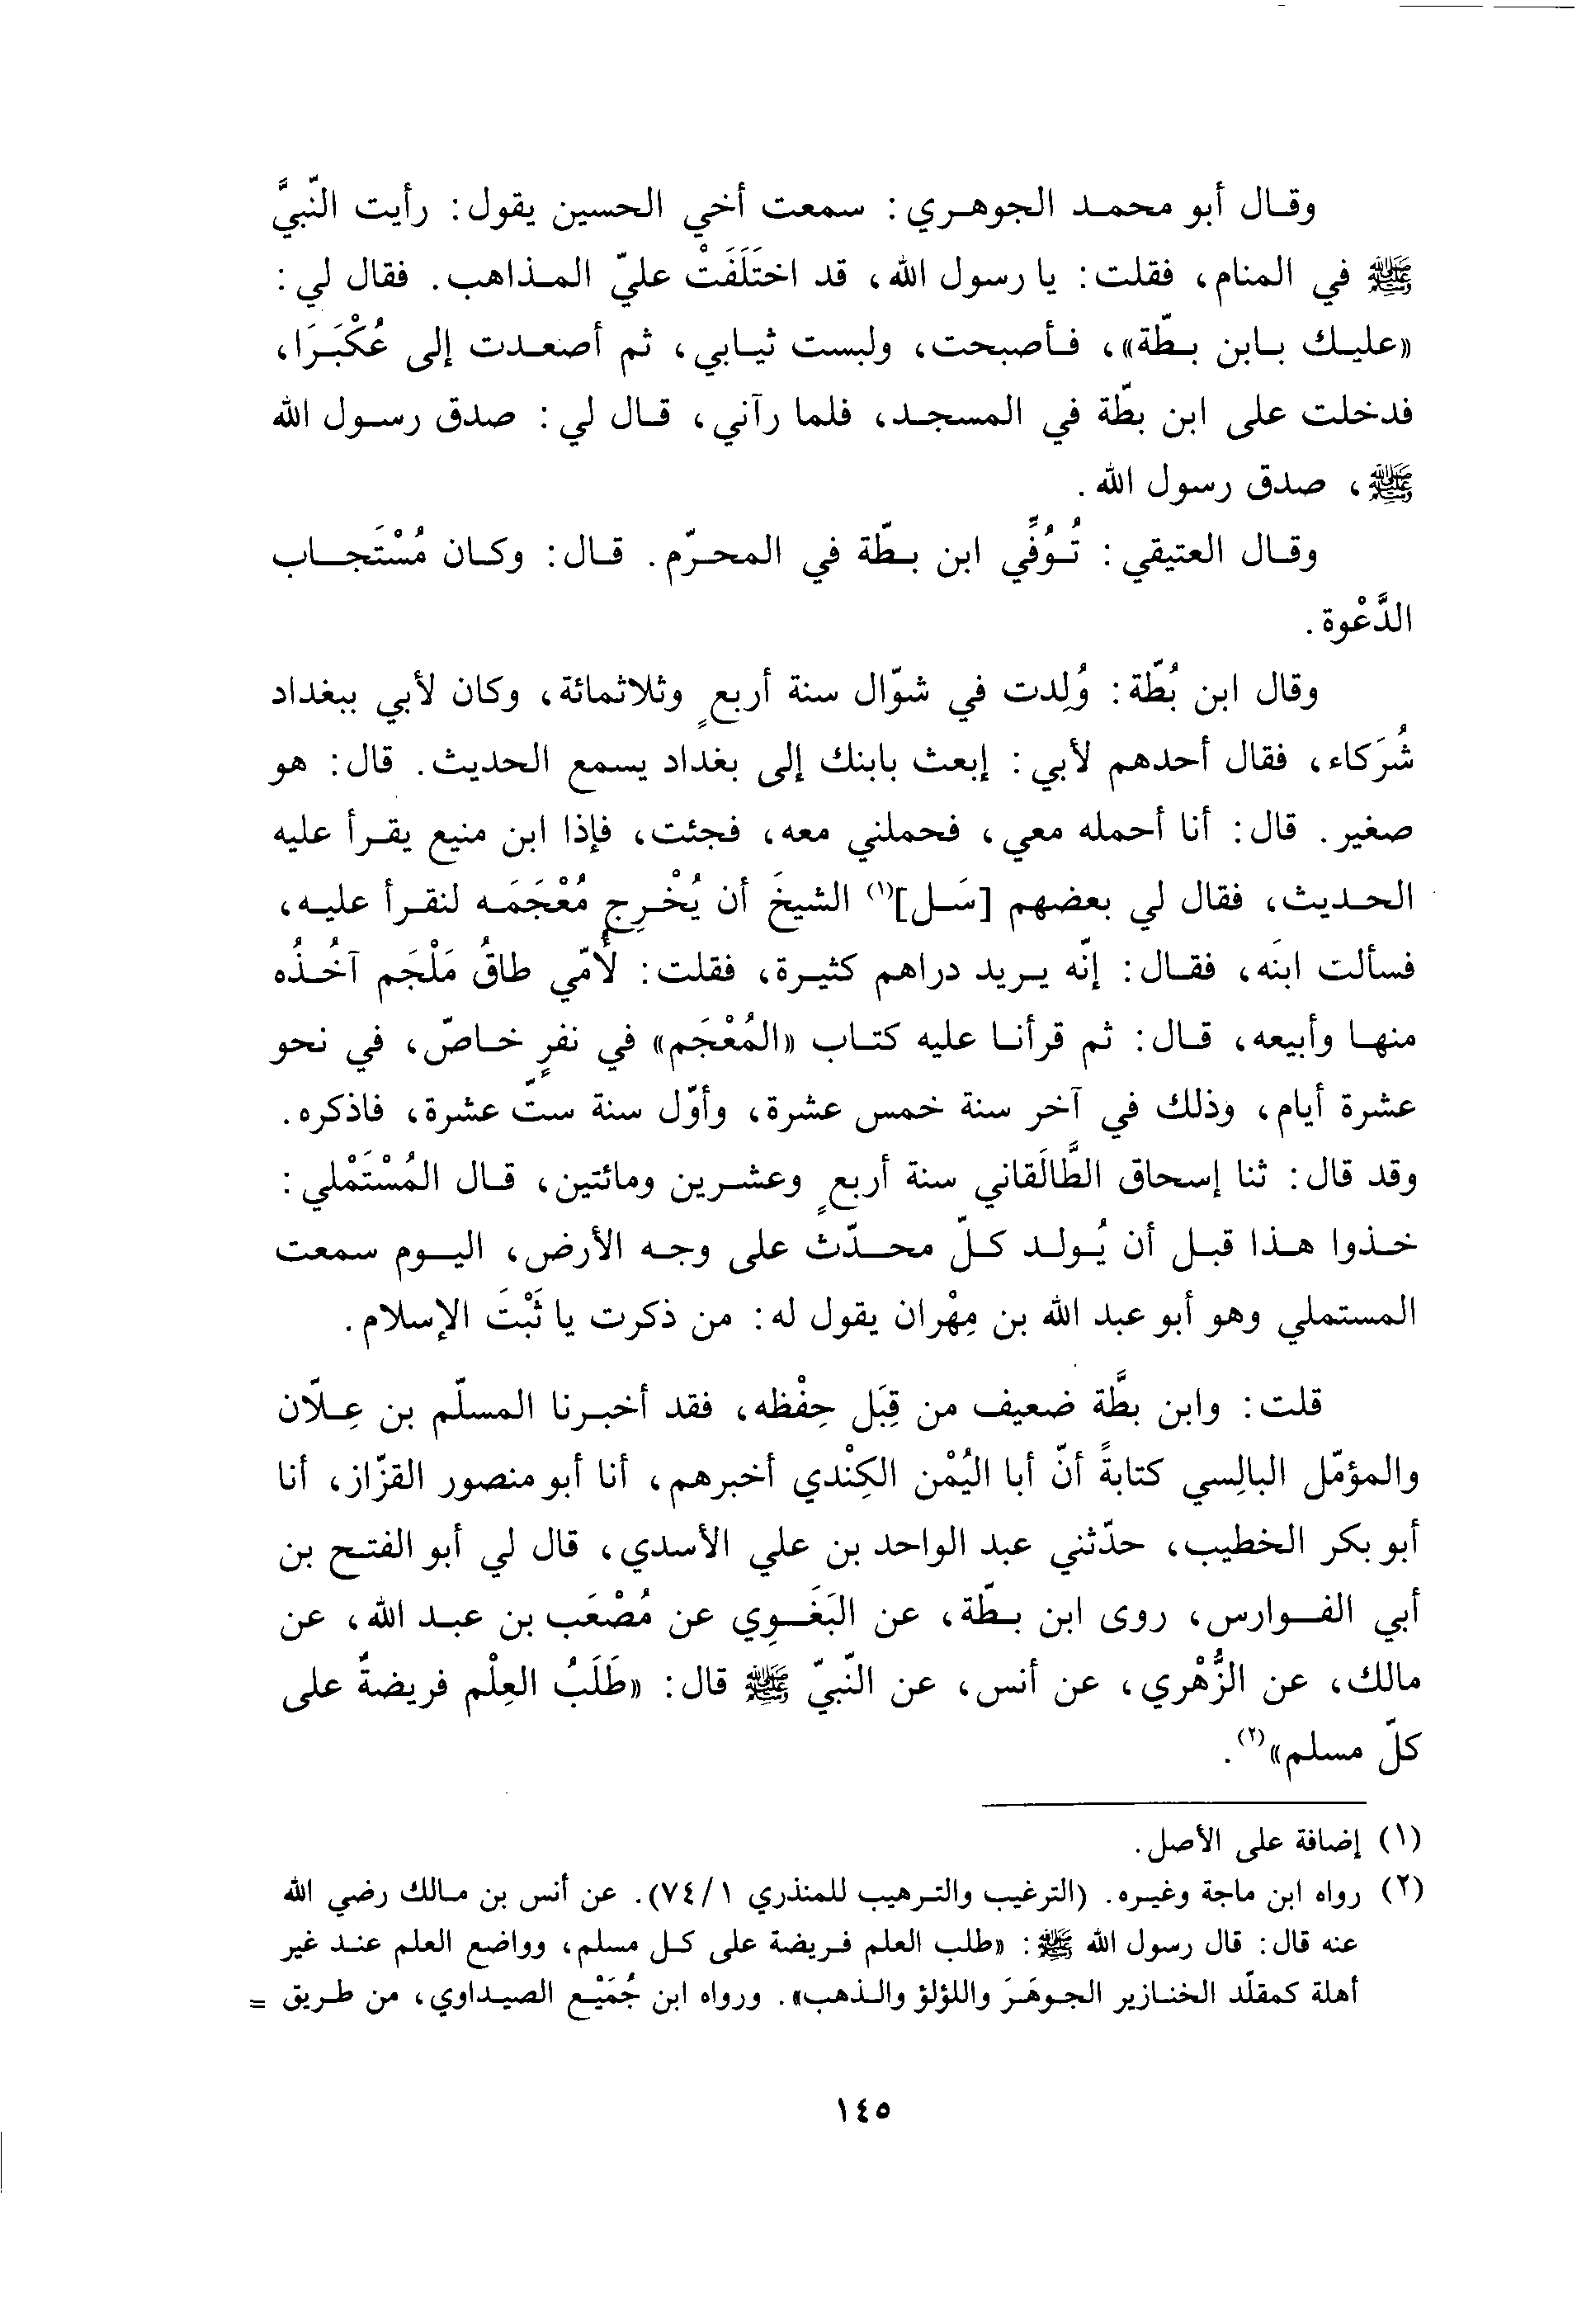 وقال أبو محمد الجوهري: سمعت أخي الحسين يقول: رأيت النّبيَّ
ﷺ في المنام، فقلت: يا رسول الله، قد اختَلَفَتْ عليّ المذاهب. فقال لي:
«عليك بابن بطّة»، فأصبحت، ولبست ثيابي، ثم أصعدت إلى عُكْبَرَا،
فدخلت على ابن بطّة في المسجد، فلما رآني، قال لي: صدق رسول الله
ﷺ، صدق رسول الله.
وقال العتيقي: تُوُفِّي ابن بطّة في المحرّم. قال: وكان مُسْتَجاب
الدَّعْوة.
وقال ابن بُطّة: وُلِدت في شوّال سنة أربعٍ وثلاثمائة، وكان لأبي ببغداد
شُرَكاء، فقال أحدهم لأبي: إبعث بابنك إلى بغداد يسمع الحديث. قال: هو
صغير. قال: أنا أحمله معي، فحملني معه، فجئت، فإذا ابن منيع يقرأ عليه
الحديث، فقال لي بعضهم [سَل](١) الشيخَ أن يُخْرِج مُعْجَمَه لنقرأ عليه،
فسألت ابنَه، فقال: إنّه يريد دراهم كثيرة، فقلت: لأُمّي طاقُ مَلْجَم آخُذُه
منها وأبيعه، قال: ثم قرأنا عليه كتاب «المُعْجَم» في نفرٍ خاصّ، في نحو
عشرة أيام، وذلك في آخر سنة خمس عشرة، وأوّل سنة ستّ عشرة، فاذكره.
وقد قال: ثنا إسحاق الطَّالَقاني سنة أربعٍ وعشرين ومائتين، قال المُسْتَمْلي:
خذوا هذا قبل أن يُولد كلّ محدّث على وجه الأرض، اليوم سمعت
المستملي وهو أبو عبد الله بن مِهْران يقول له: من ذكرت يا ثَبْتَ الإسلام.
قلت: وابن بطَّة ضعيف من قِبَل حِفْظه، فقد أخبرنا المسلّم بن عِلّان
والمؤمّل البالِسي كتابةً أنّ أبا اليُمْن الكِنْدي أخبرهم، أنا أبو منصور القزّاز، أنا
أبو بكر الخطيب، حدّثني عبد الواحد بن علي الأسدي، قال لي أبو الفتح بن
أبي الفوارس، روى ابن بطّة، عن البَغَوِي عن مُصْعَب بن عبد الله، عن
مالك، عن الزُّهْري، عن أنس، عن النّبيّ ﷺ قال: «طَلَبُ العِلْم فريضةٌ على
كلّ مسلم»(٢).
(١) إضافة على الأصل.
(٢) رواه ابن ماجة وغيره. (الترغيب والترهيب للمنذري ١/٧٤). عن أنس بن مالك رضي الله
عنه قال: قال رسول الله ﷺ: «طلب العلم فريضة على كل مسلم، وواضع العلم عند غير
أهلة كمقلّد الخنازير الجوهَرَ واللؤلؤ والذهب». ورواه ابن جُمَيْع الصيداوي، من طريق =
١٤٥